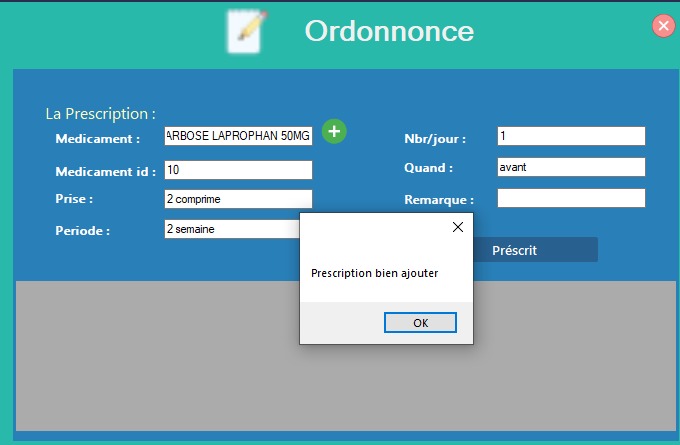 Ordonnonce
La Prescription :
Medicament : ARBOSE LAPROPHAN 50MG
Nbr/jour : 1
Medicament id : 10
Quand : avant
Prise : 2 comprime
Remarque :
Periode : 2 semaine
Préscrit
Prescription bien ajouter
OK